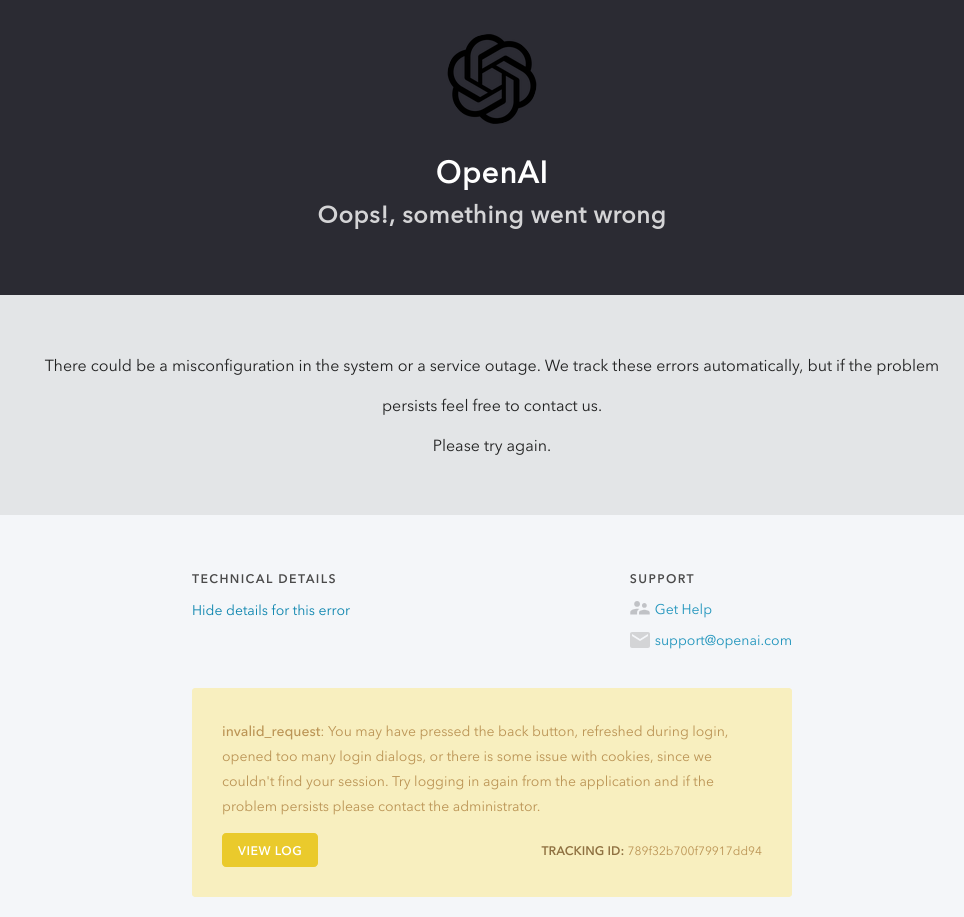 OpenAI
Oops!, something went wrong
There could be a misconfiguration in the system or a service outage. We track these errors automatically, but if the problem
persists feel free to contact us.
Please try again.
TECHNICAL DETAILS
Hide details for this error
SUPPORT
Get Help
support@openai.com
invalid_request: You may have pressed the back button, refreshed during login,
opened too many login dialogs, or there is some issue with cookies, since we
couldn't find your session. Try logging in again from the application and if the
problem persists please contact the administrator.
VIEW LOG
TRACKING ID: 789f32b700f79917dd94